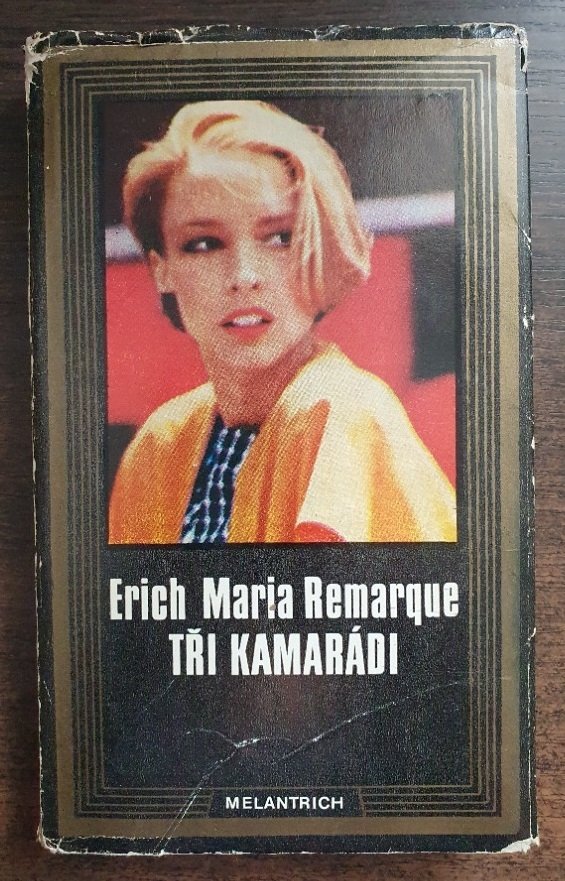 Erich Maria Remarque
TŘI KAMARÁDI
MELANTRICH